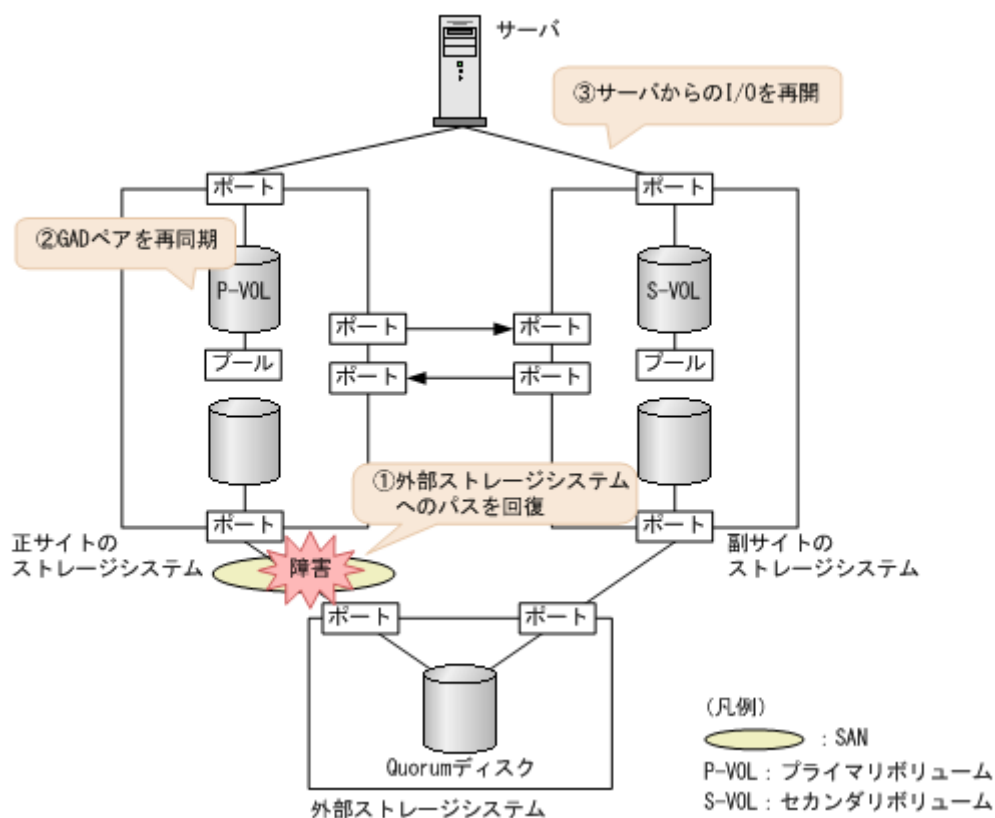 サーバ
③サーバからのI/Oを再開
ポート
ポート
②GADペアを再同期
P-VOL
S-VOL
ポート
ポート
プール
プール
ポート
ポート
①外部ストレージシステム
へのパスを回復
ポート
ポート
正サイトの
ストレージシステム
障害
副サイトの
ストレージシステム
ポート
ポート
Quorumディスク
外部ストレージシステム
(凡例)
：SAN
P-VOL：プライマリボリューム
S-VOL：セカンダリボリューム